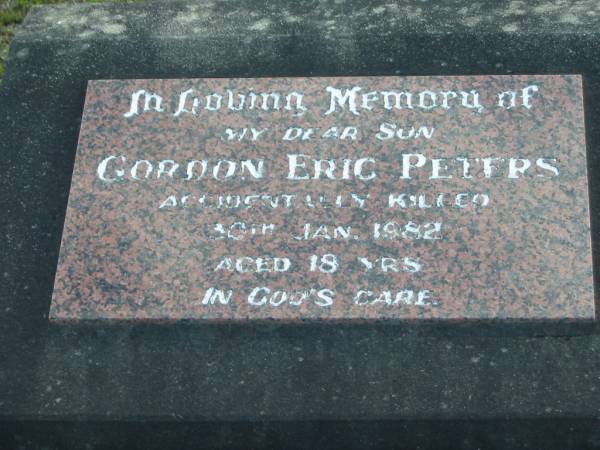 In Loving Memory of
MY DEAR SON
GORDON ERIC PETERS
ACCIDENTALLY KILLED
30TH JAN. 1982
AGED 18 YRS
IN GOD'S CARE.